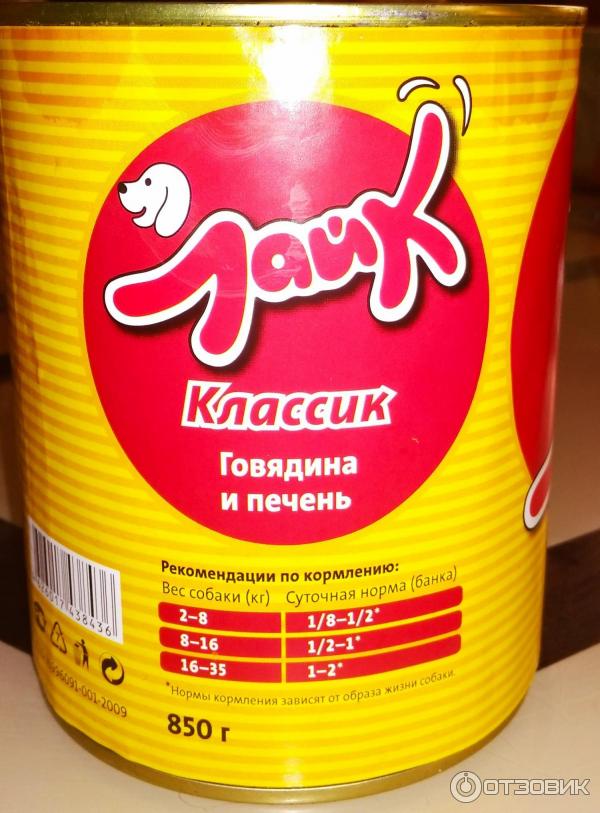 Лайк
Классик
Говядина
и печень
Рекомендации по кормлению:
Вес собаки (кг) Суточная норма (банка)
2–8 1/8–1/2*
8–16 1/2–1*
16–35 1–2*
*Нормы кормления зависят от образа жизни собаки.
850 г
ОТЗОВИК